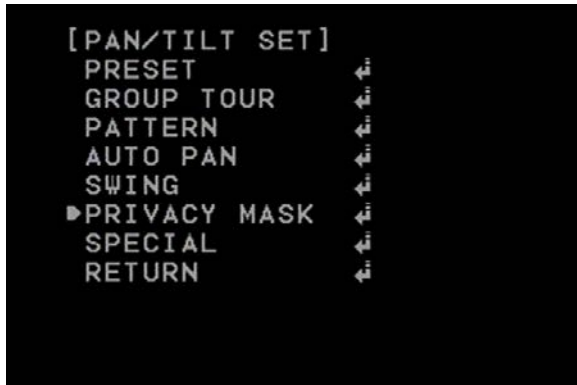 [PAN/TILT SET]
PRESET ↲
GROUP TOUR ↲
PATTERN ↲
AUTO PAN ↲
SWING ↲
PRIVACY MASK ↲
SPECIAL ↲
RETURN ↲